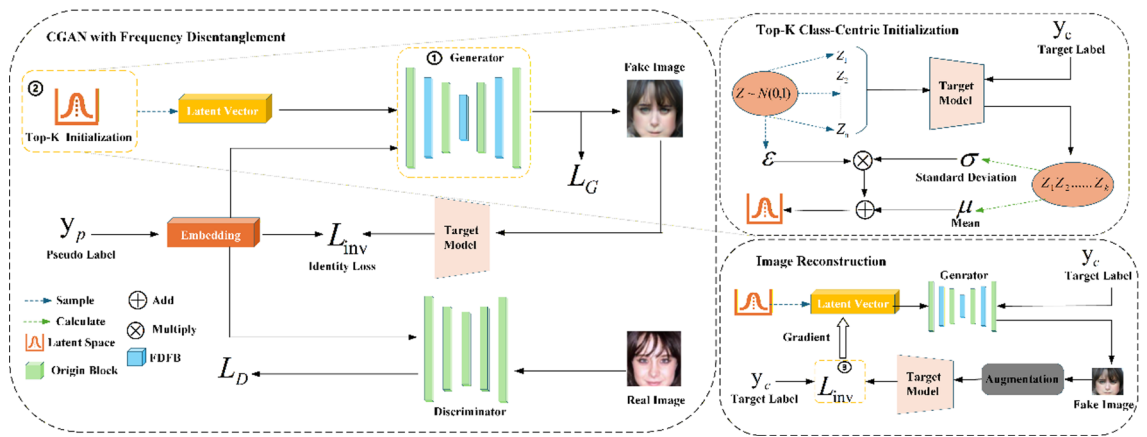 CGAN with Frequency Disentanglement
② Top-K Initialization
Latent Vector
① Generator
Fake Image
L_G
y_p
Pseudo Label
Embedding
L_inv
Identity Loss
Target Model
Sample
Calculate
Latent Space
Origin Block
Add
Multiply
FDFB
L_D
Discriminator
Real Image
Top-K Class-Centric Initialization
y_c
Target Label
Z ~ N(0,I)
Z_1
Z_2
Z_n
Target Model
ε
σ
Standard Deviation
μ
Mean
Z_1 Z_2 ...... Z_k
Image Reconstruction
y_c
Target Label
Latent Vector
Genrator
Gradient
③
y_c
Target Label
L_inv
Target Model
Augmentation
Fake Image